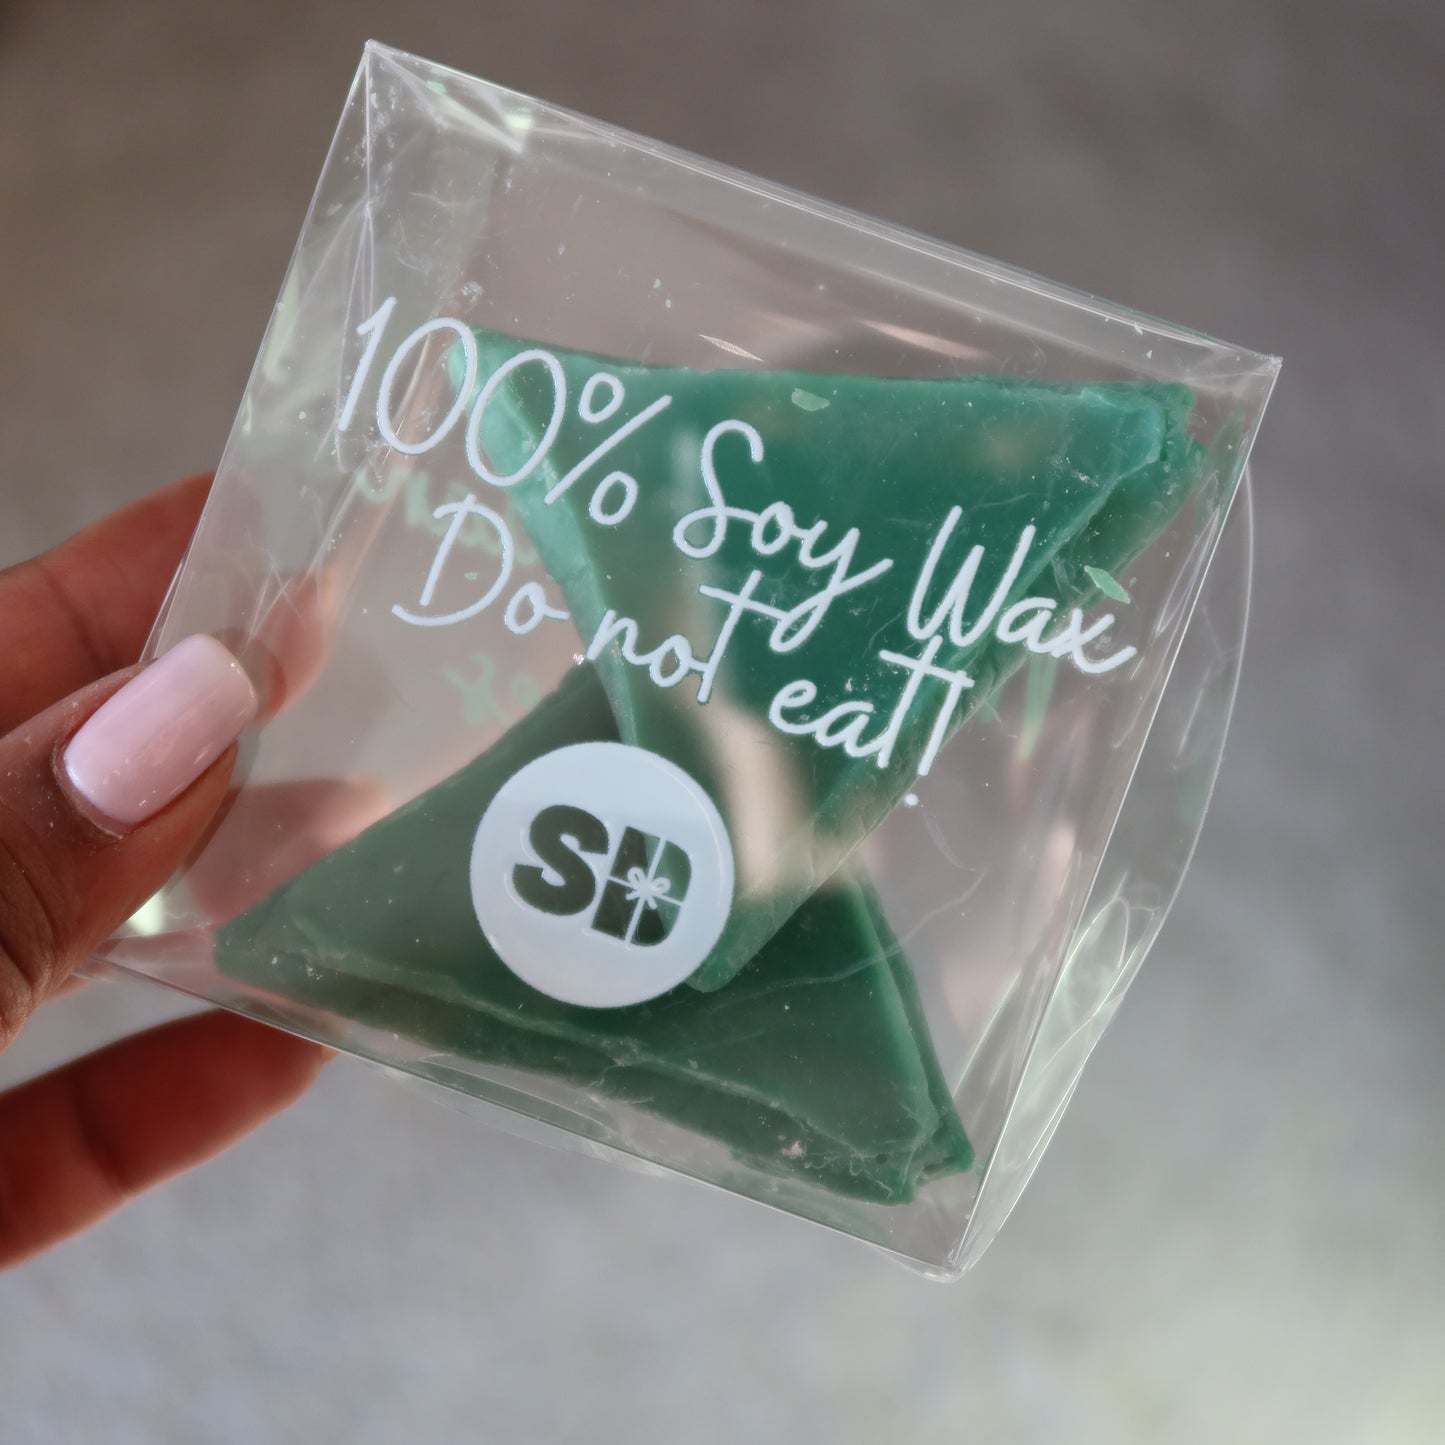 100% Soy Wax
Do not eat!
SD